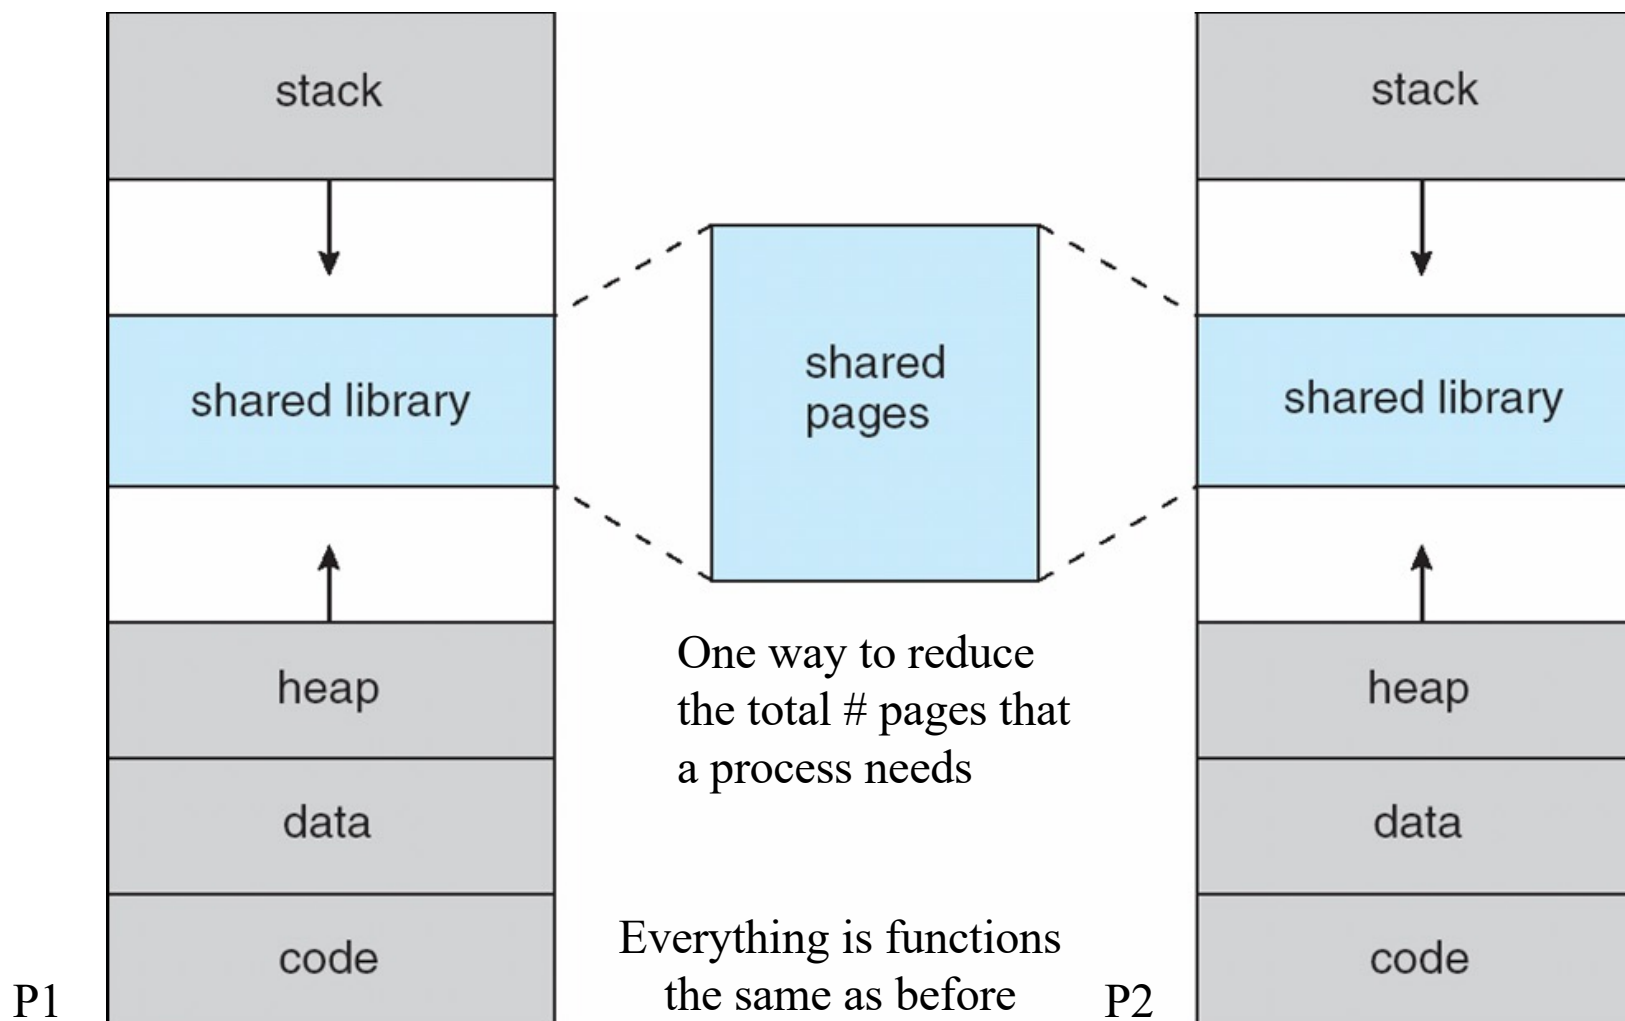 stack
shared library
heap
data
code
P1
shared
pages
One way to reduce
the total # pages that
a process needs
Everything is functions
the same as before
stack
shared library
heap
data
code
P2